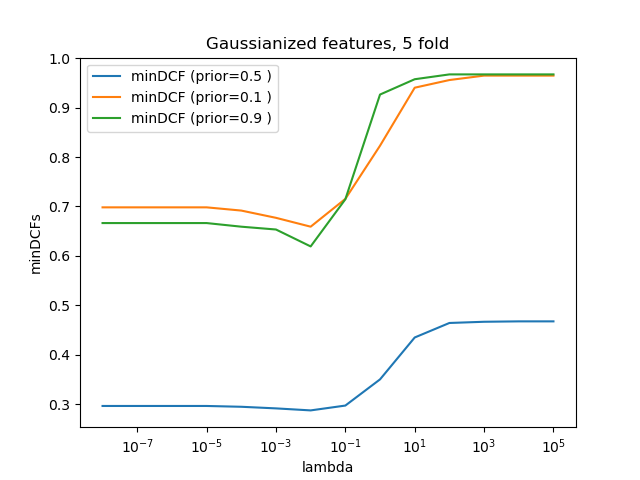 Gaussianized features, 5 fold
minDCF (prior=0.5 )
minDCF (prior=0.1 )
minDCF (prior=0.9 )
minDCFs
1.0
0.9
0.8
0.7
0.6
0.5
0.4
0.3
10⁻⁷ 10⁻⁵ 10⁻³ 10⁻¹ 10¹ 10³ 10⁵
lambda